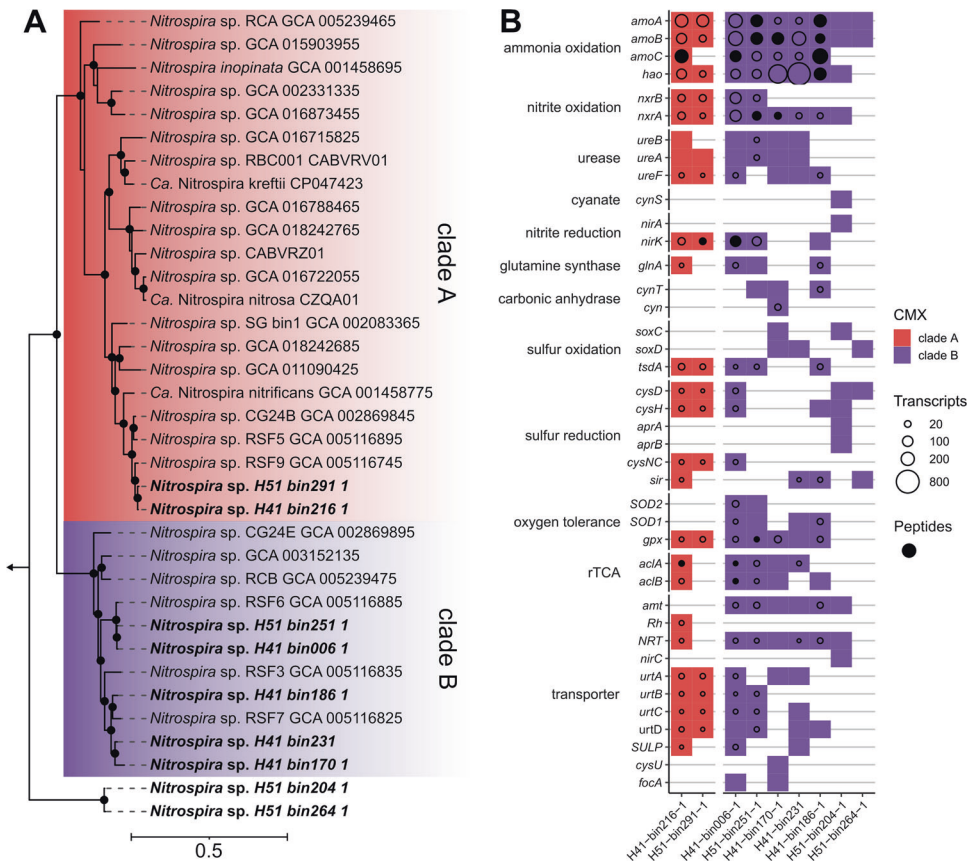 A
Nitrospira sp. RCA GCA 005239465
Nitrospira sp. GCA 015903955
Nitrospira inopinata GCA 001458695
Nitrospira sp. GCA 002331335
Nitrospira sp. GCA 016873455
Nitrospira sp. GCA 016715825
Nitrospira sp. RBC001 CABVRV01
Ca. Nitrospira kreftii CP047423
Nitrospira sp. GCA 016788465
Nitrospira sp. GCA 018242765
Nitrospira sp. CABVRZ01
Nitrospira sp. GCA 016722055
Ca. Nitrospira nitrosa CZQA01
Nitrospira sp. SG bin1 GCA 002083365
Nitrospira sp. GCA 018242685
Nitrospira sp. GCA 011090425
Ca. Nitrospira nitrificans GCA 001458775
Nitrospira sp. CG24B GCA 002869845
Nitrospira sp. RSF5 GCA 005116895
Nitrospira sp. RSF9 GCA 005116745
Nitrospira sp. H51 bin291 1
Nitrospira sp. H41 bin216 1
Nitrospira sp. CG24E GCA 002869895
Nitrospira sp. GCA 003152135
Nitrospira sp. RCB GCA 005239475
Nitrospira sp. RSF6 GCA 005116885
Nitrospira sp. H51 bin251 1
Nitrospira sp. H41 bin006 1
Nitrospira sp. RSF3 GCA 005116835
Nitrospira sp. H41 bin186 1
Nitrospira sp. RSF7 GCA 005116825
Nitrospira sp. H41 bin231
Nitrospira sp. H41 bin170 1
Nitrospira sp. H51 bin204 1
Nitrospira sp. H51 bin264 1
clade A
clade B
0.5
B
ammonia oxidation
amoA
amoB
amoC
hao
nitrite oxidation
nxrB
nxrA
urease
ureB
ureA
ureF
cyanate
cynS
nitrite reduction
nirA
nirK
glutamine synthase
glnA
carbonic anhydrase
cynT
cyn
sulfur oxidation
soxC
soxD
tsdA
sulfur reduction
cysD
cysH
aprA
aprB
cysNC
sir
oxygen tolerance
SOD2
SOD1
gpx
rTCA
aclA
aclB
transporter
amt
Rh
NRT
nirC
urtA
urtB
urtC
urtD
SULP
cysU
focA
H41-bin216-1
H51-bin291-1
H41-bin006-1
H51-bin251-1
H41-bin170-1
H41-bin231
H41-bin186-1
H51-bin204-1
H51-bin264-1
CMX
clade A
clade B
Transcripts
20
100
200
800
Peptides